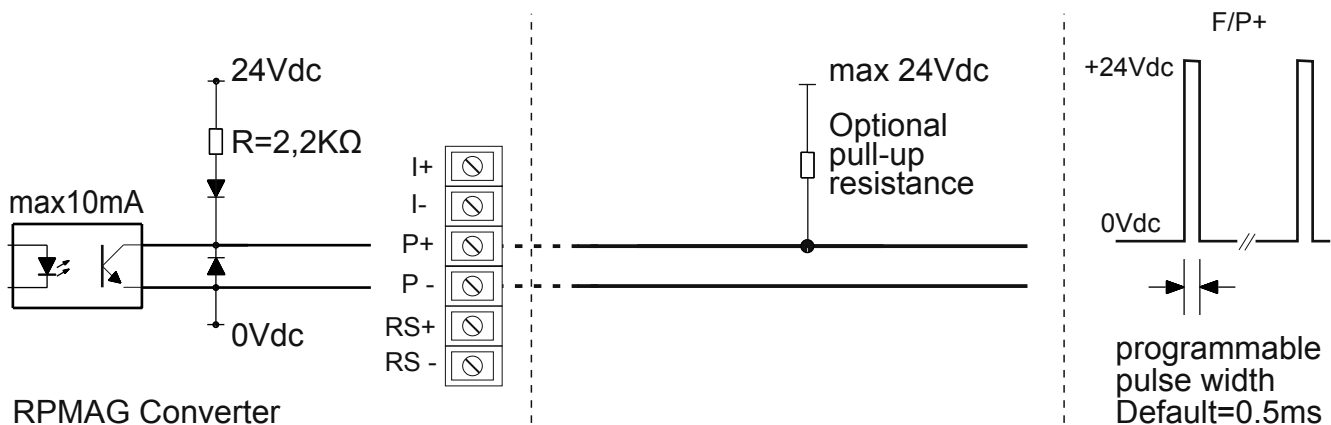 24Vdc
R=2,2KΩ
max10mA
0Vdc
RPMAG Converter
I+
I-
P+
P -
RS+
RS -
max 24Vdc
Optional
pull-up
resistance
F/P+
+24Vdc
0Vdc
programmable
pulse width
Default=0.5ms